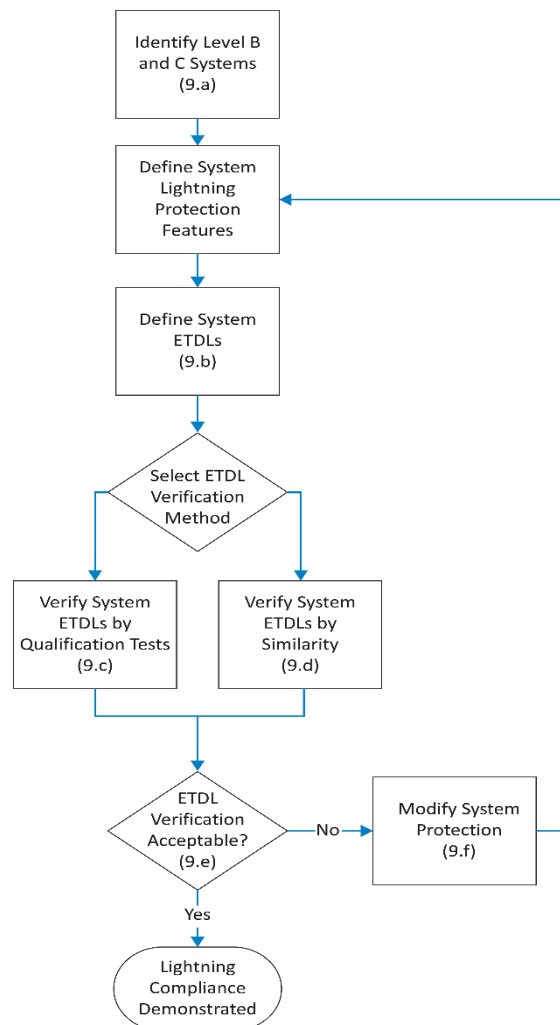 Identify Level B
and C Systems
(9.a)
Define System
Lightning
Protection
Features
Define System
ETDLs
(9.b)
Select ETDL
Verification
Method
Verify System
ETDLs by
Qualification Tests
(9.c)
Verify System
ETDLs by
Similarity
(9.d)
ETDL
Verification
Acceptable?
(9.e)
No
Modify System
Protection
(9.f)
Yes
Lightning
Compliance
Demonstrated